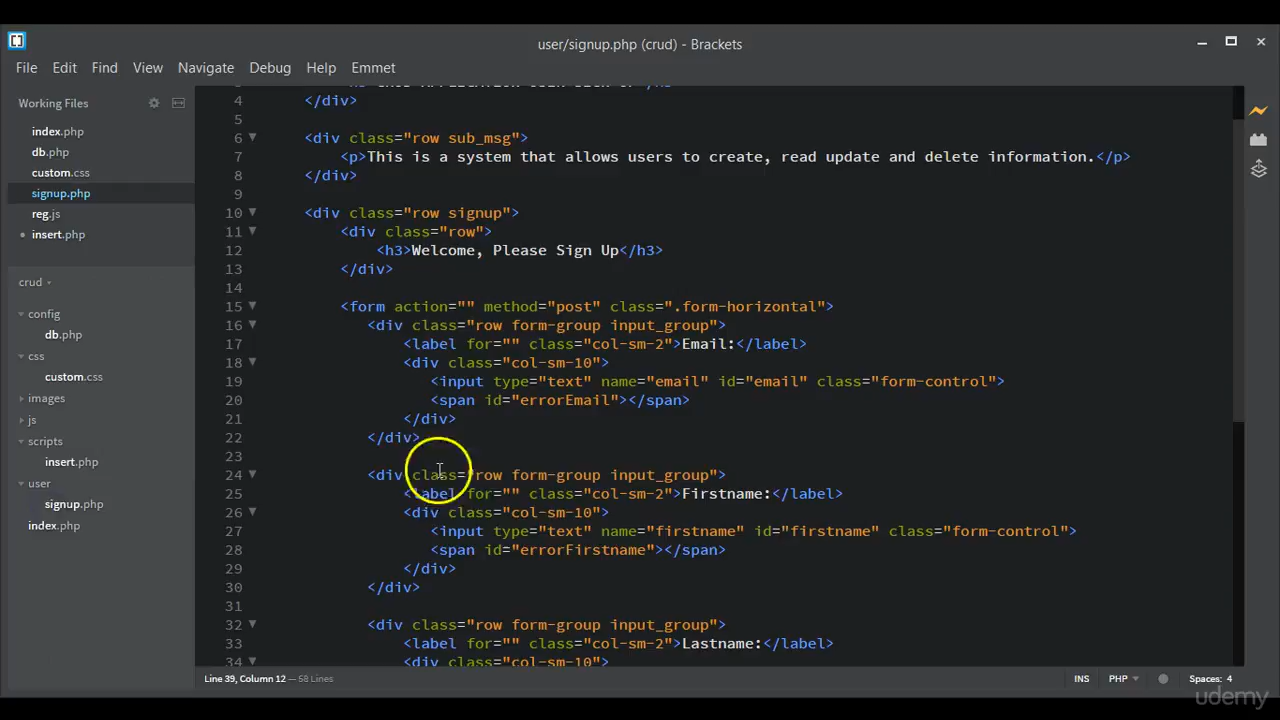 user/signup.php (crud) - Brackets
File Edit Find View Navigate Debug Help Emmet
Working Files
index.php
db.php
custom.css
signup.php
reg.js
insert.php
crud
config
db.php
css
custom.css
images
js
scripts
insert.php
user
signup.php
index.php
4 </div>
5
6 <div class="row sub_msg">
7 <p>This is a system that allows users to create, read update and delete information.</p>
8 </div>
9
10 <div class="row signup">
11 <div class="row">
12 <h3>Welcome, Please Sign Up</h3>
13 </div>
14
15 <form action="" method="post" class=".form-horizontal">
16 <div class="row form-group input_group">
17 <label for="" class="col-sm-2">Email:</label>
18 <div class="col-sm-10">
19 <input type="text" name="email" id="email" class="form-control">
20 <span id="errorEmail"></span>
21 </div>
22 </div>
23
24 <div class="row form-group input_group">
25 <label for="" class="col-sm-2">Firstname:</label>
26 <div class="col-sm-10">
27 <input type="text" name="firstname" id="firstname" class="form-control">
28 <span id="errorFirstname"></span>
29 </div>
30 </div>
31
32 <div class="row form-group input_group">
33 <label for="" class="col-sm-2">Lastname:</label>
34 <div class="col-sm-10">
Line 39, Column 12 — 58 Lines
INS PHP Spaces: 4
udemy